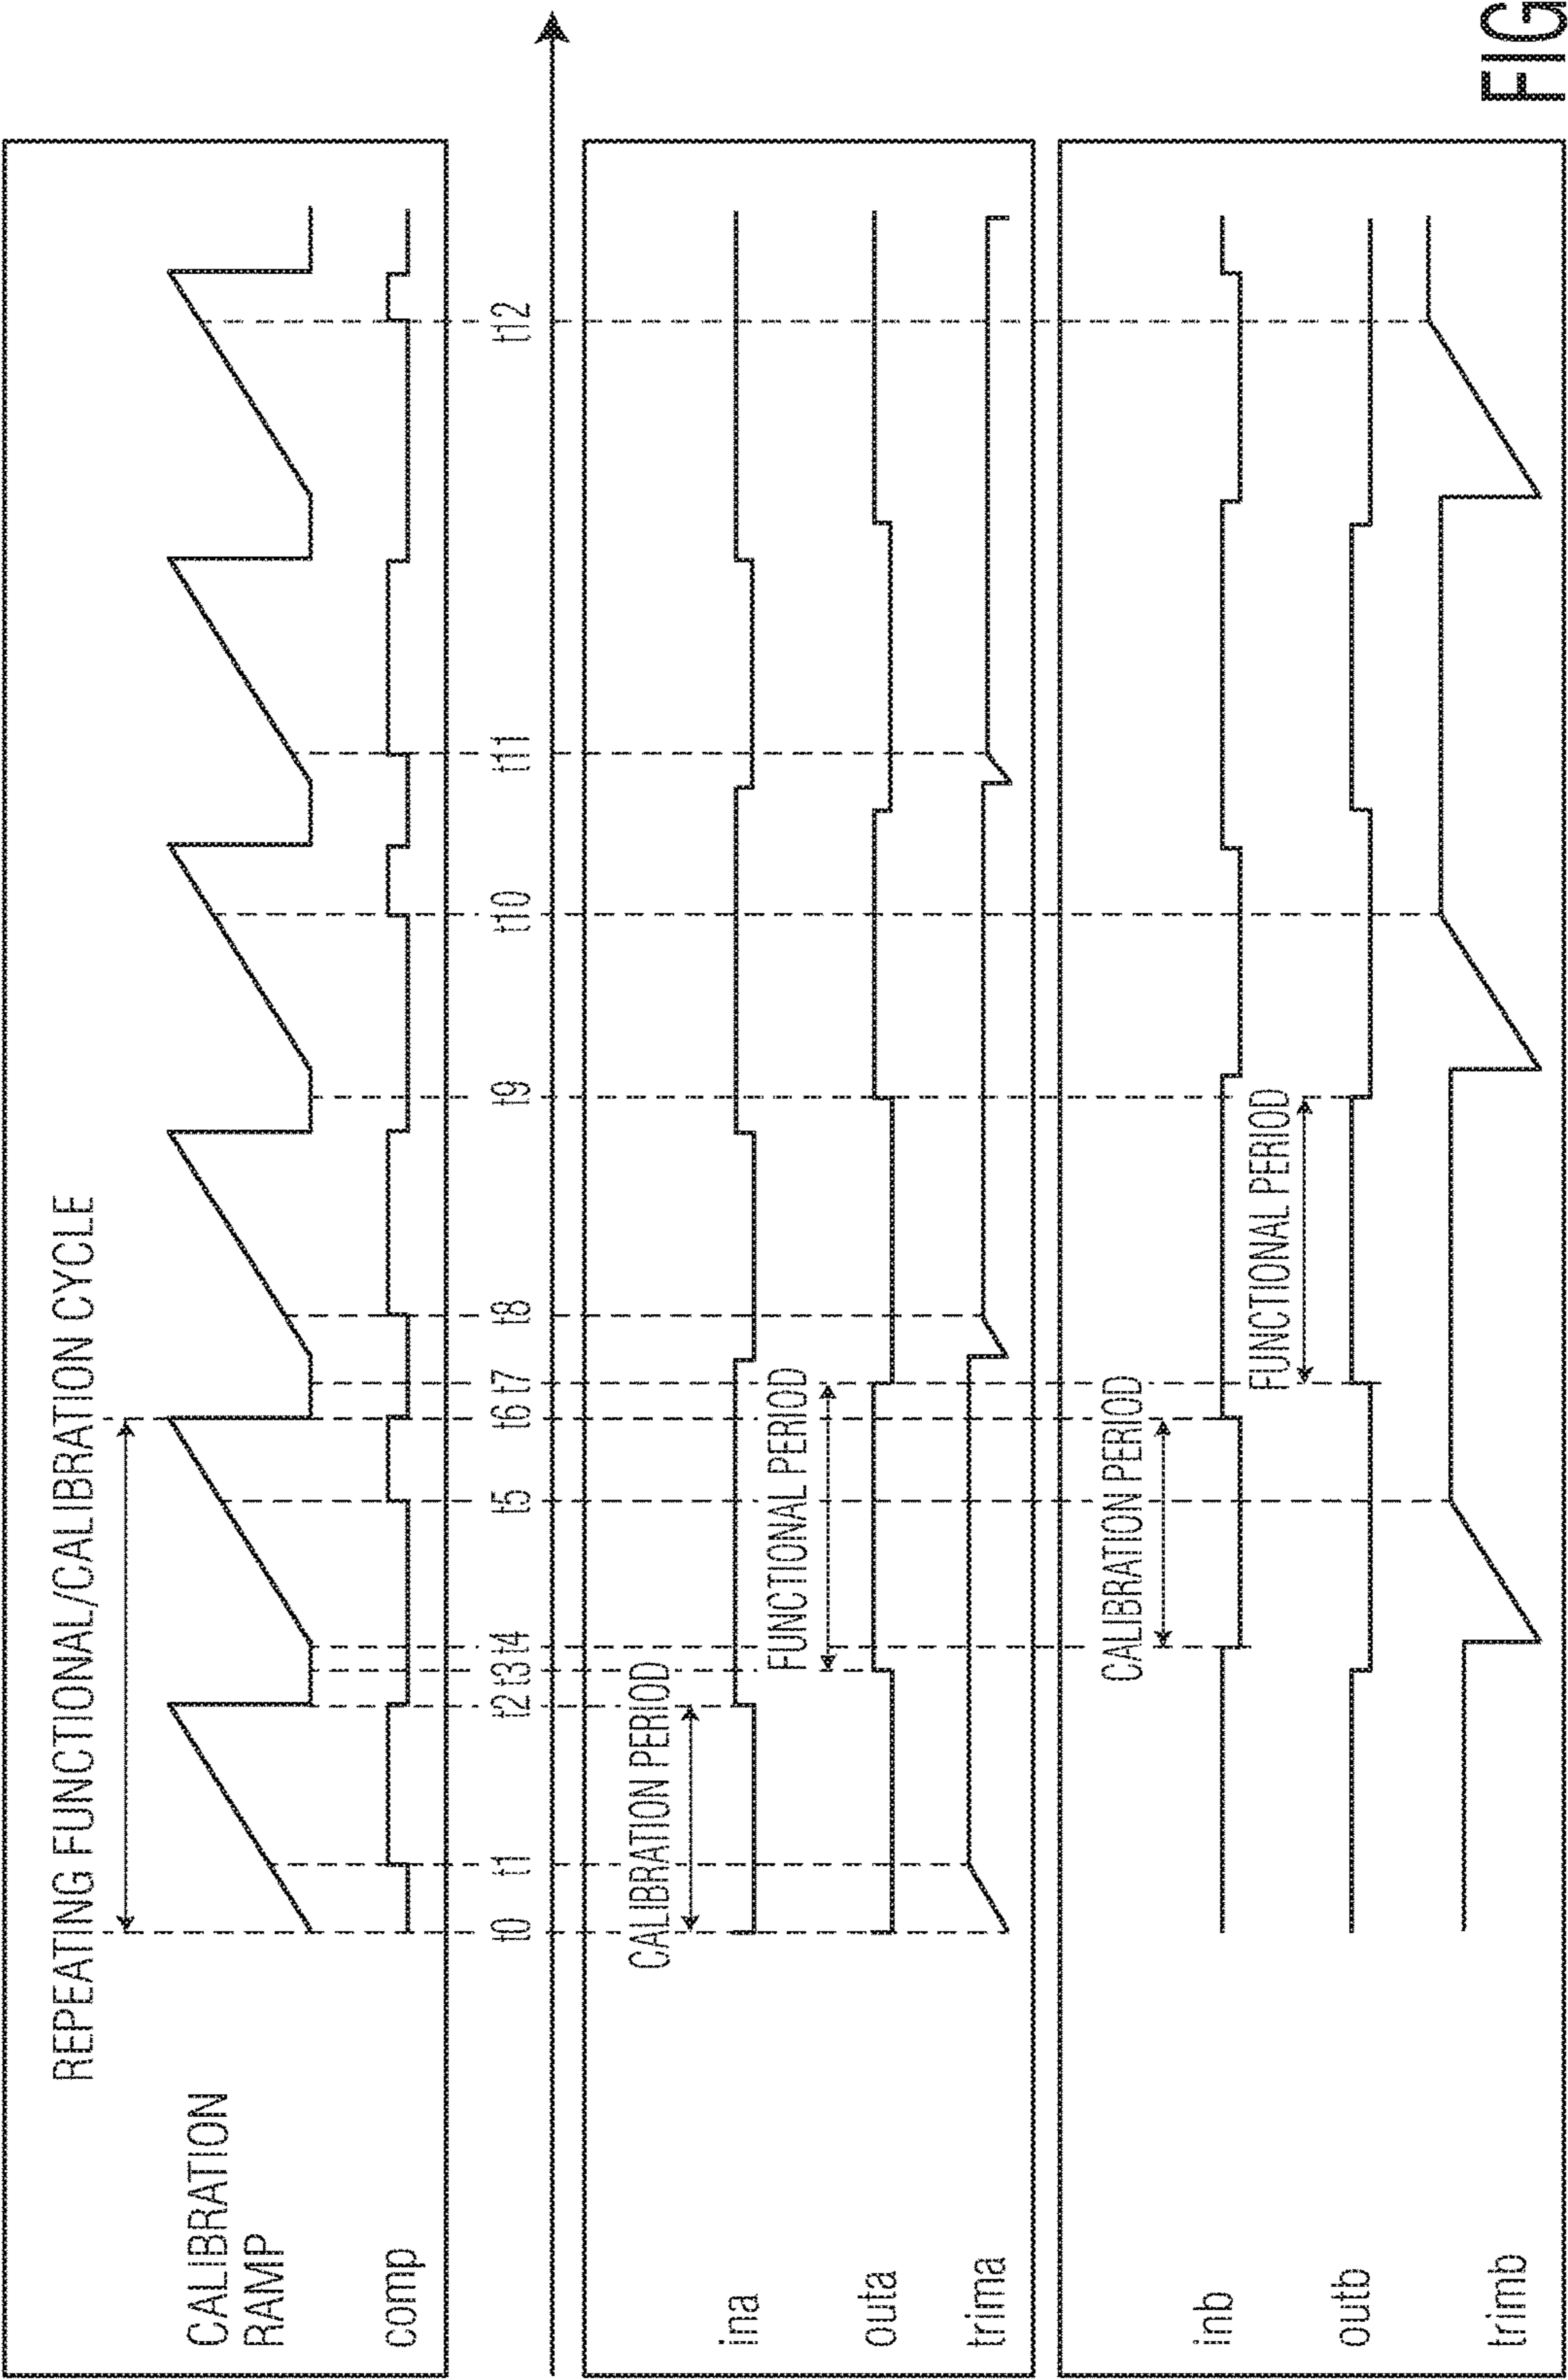 REPEATING FUNCTIONAL/CALIBRATION CYCLE
CALIBRATION
RAMP
comp
t0 t1 t2 t3 t4 t5 t6 t7 t8 t9 t10 t11 t12
CALIBRATION PERIOD
ina
FUNCTIONAL PERIOD
outa
trima
CALIBRATION PERIOD
inb
FUNCTIONAL PERIOD
outb
trimb
FIG